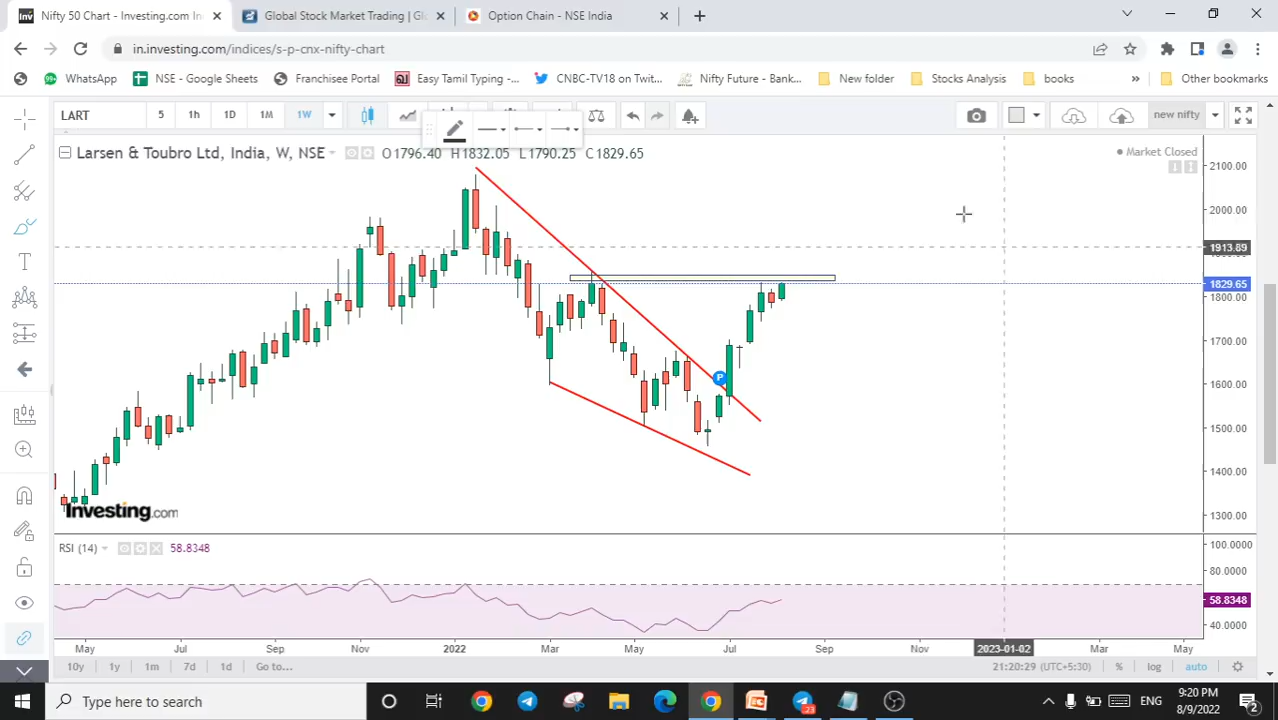 Nifty 50 Chart - Investing.com In
Global Stock Market Trading | Gl
Option Chain - NSE India
in.investing.com/indices/s-p-cnx-nifty-chart
WhatsApp NSE - Google Sheets Franchisee Portal Easy Tamil Typing -... CNBC-TV18 on Twit... Nifty Future - Bank... New folder Stocks Analysis books » Other bookmarks
LART 5 1h 1D 1M 1W new nifty
Larsen & Toubro Ltd, India, W, NSE O1796.40 H1832.05 L1790.25 C1829.65
Market Closed
2100.00
2000.00
1913.89
1829.65
1800.00
1700.00
1600.00
1500.00
1400.00
1300.00
P
T
Investing.com
RSI (14) 58.8348
100.0000
80.0000
58.8348
40.0000
May Jul Sep Nov 2022 Mar May Jul Sep Nov 2023-01-02 Mar May
10y 1y 1m 7d 1d Go to... 21:20:29 (UTC+5:30) % log auto
Type here to search
23
ENG
9:20 PM
8/9/2022
2